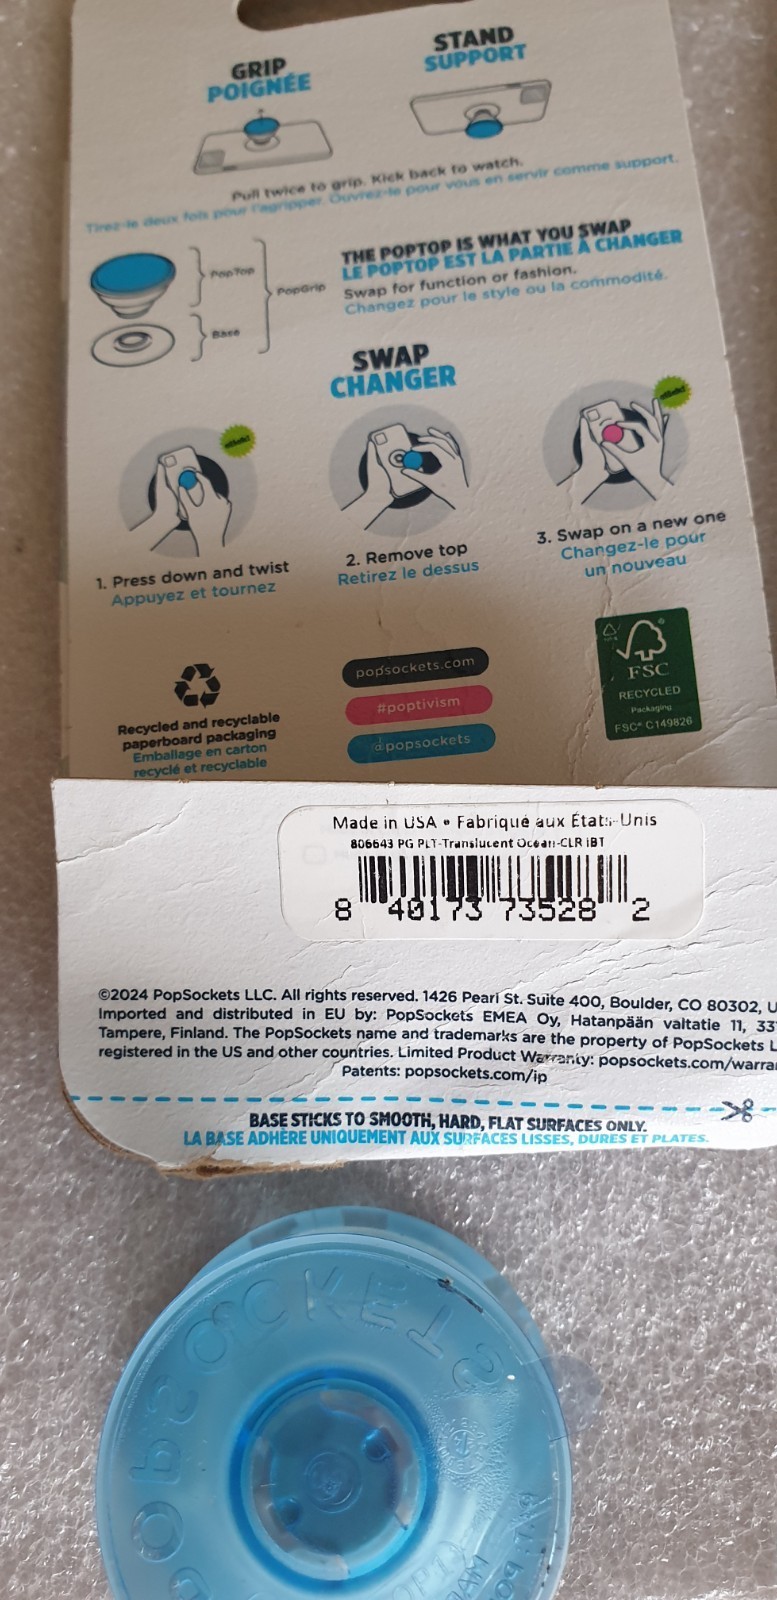 GRIP
POIGNÉE
STAND
SUPPORT
Pull twice to grip. Kick back to watch.
Tirez-le deux fois pour l'agripper. Ouvrez-le pour vous en servir comme support.
PopTop
PopGrip
Base
THE POPTOP IS WHAT YOU SWAP
LE POPTOP EST LA PARTIE À CHANGER
Swap for function or fashion.
Changez pour le style ou la commodité.
SWAP
CHANGER
1. Press down and twist
Appuyez et tournez
2. Remove top
Retirez le dessus
3. Swap on a new one
Changez-le pour
un nouveau
Recycled and recyclable
paperboard packaging
Emballage en carton
recyclé et recyclable
popsockets.com
#poptivism
@popsockets
FSC
RECYCLED
Packaging
FSC® C149826
Made in USA • Fabriqué aux États-Unis
806643 PG PLT-Translucent Ocean-CLR IBT
8 40173 73528 2
©2024 PopSockets LLC. All rights reserved. 1426 Pearl St. Suite 400, Boulder, CO 80302, U
Imported and distributed in EU by: PopSockets EMEA Oy, Hatanpään valtatie 11, 33
Tampere, Finland. The PopSockets name and trademarks are the property of PopSockets L
registered in the US and other countries. Limited Product Warranty: popsockets.com/warra
Patents: popsockets.com/ip
BASE STICKS TO SMOOTH, HARD, FLAT SURFACES ONLY.
LA BASE ADHÈRE UNIQUEMENT AUX SURFACES LISSES, DURES ET PLATES.
POPSOCKETS